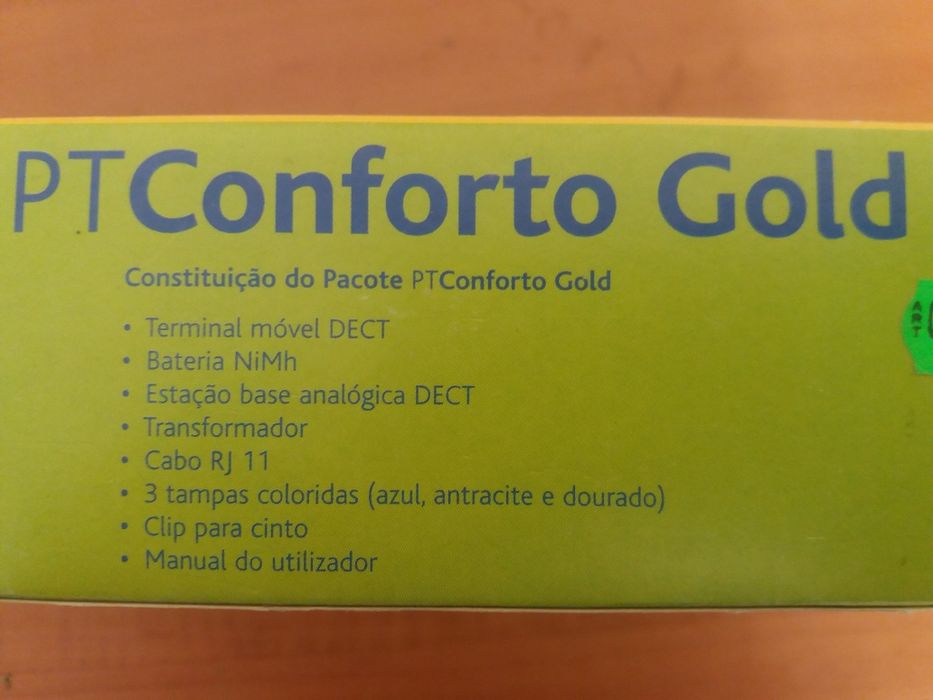 PTConforto Gold
Constituição do Pacote PTConforto Gold
• Terminal móvel DECT
• Bateria NiMh
• Estação base analógica DECT
• Transformador
• Cabo RJ 11
• 3 tampas coloridas (azul, antracite e dourado)
• Clip para cinto
• Manual do utilizador
ART